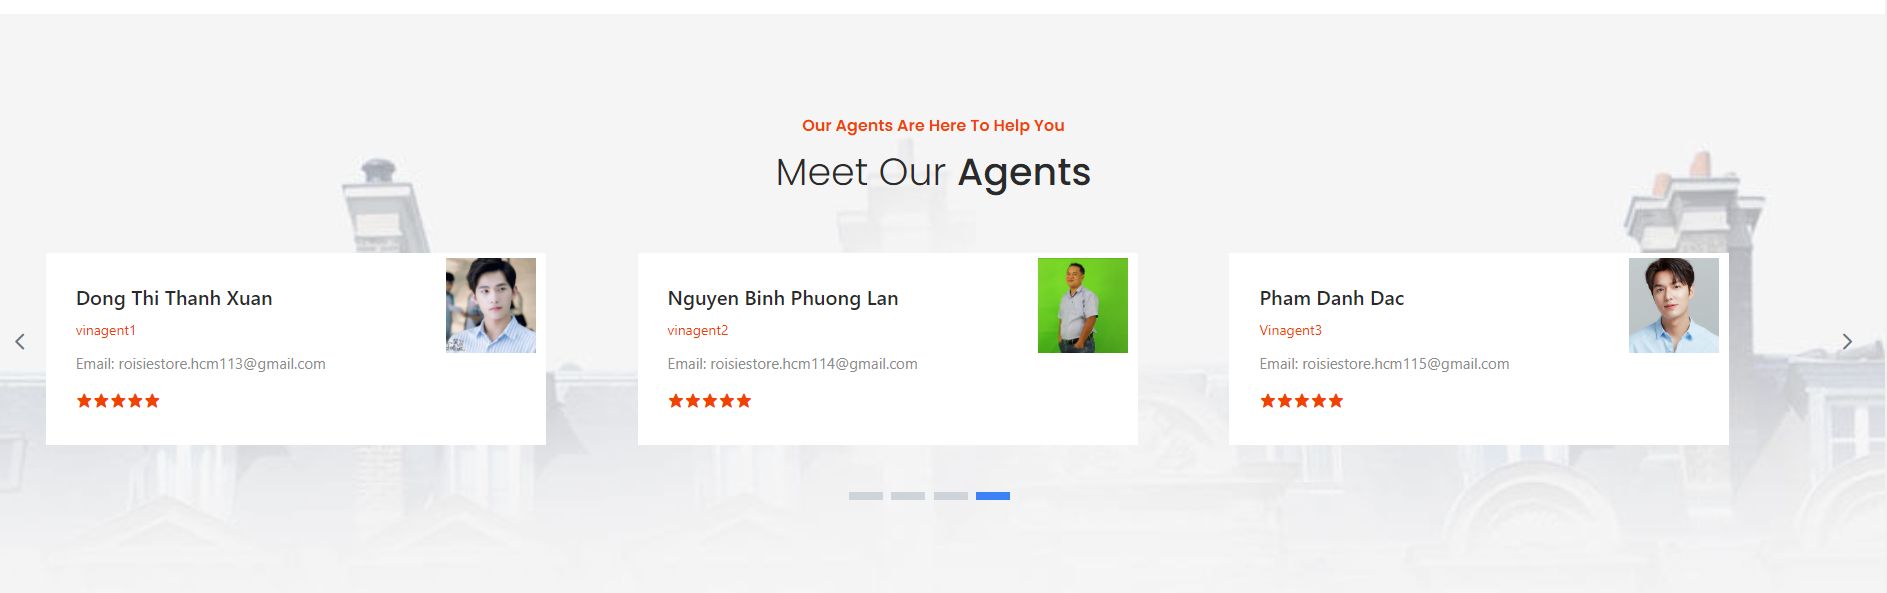 Our Agents Are Here To Help You
Meet Our Agents
Dong Thi Thanh Xuan
vinagent1
Email: roisiestore.hcm113@gmail.com
Nguyen Binh Phuong Lan
vinagent2
Email: roisiestore.hcm114@gmail.com
Pham Danh Dac
Vinagent3
Email: roisiestore.hcm115@gmail.com